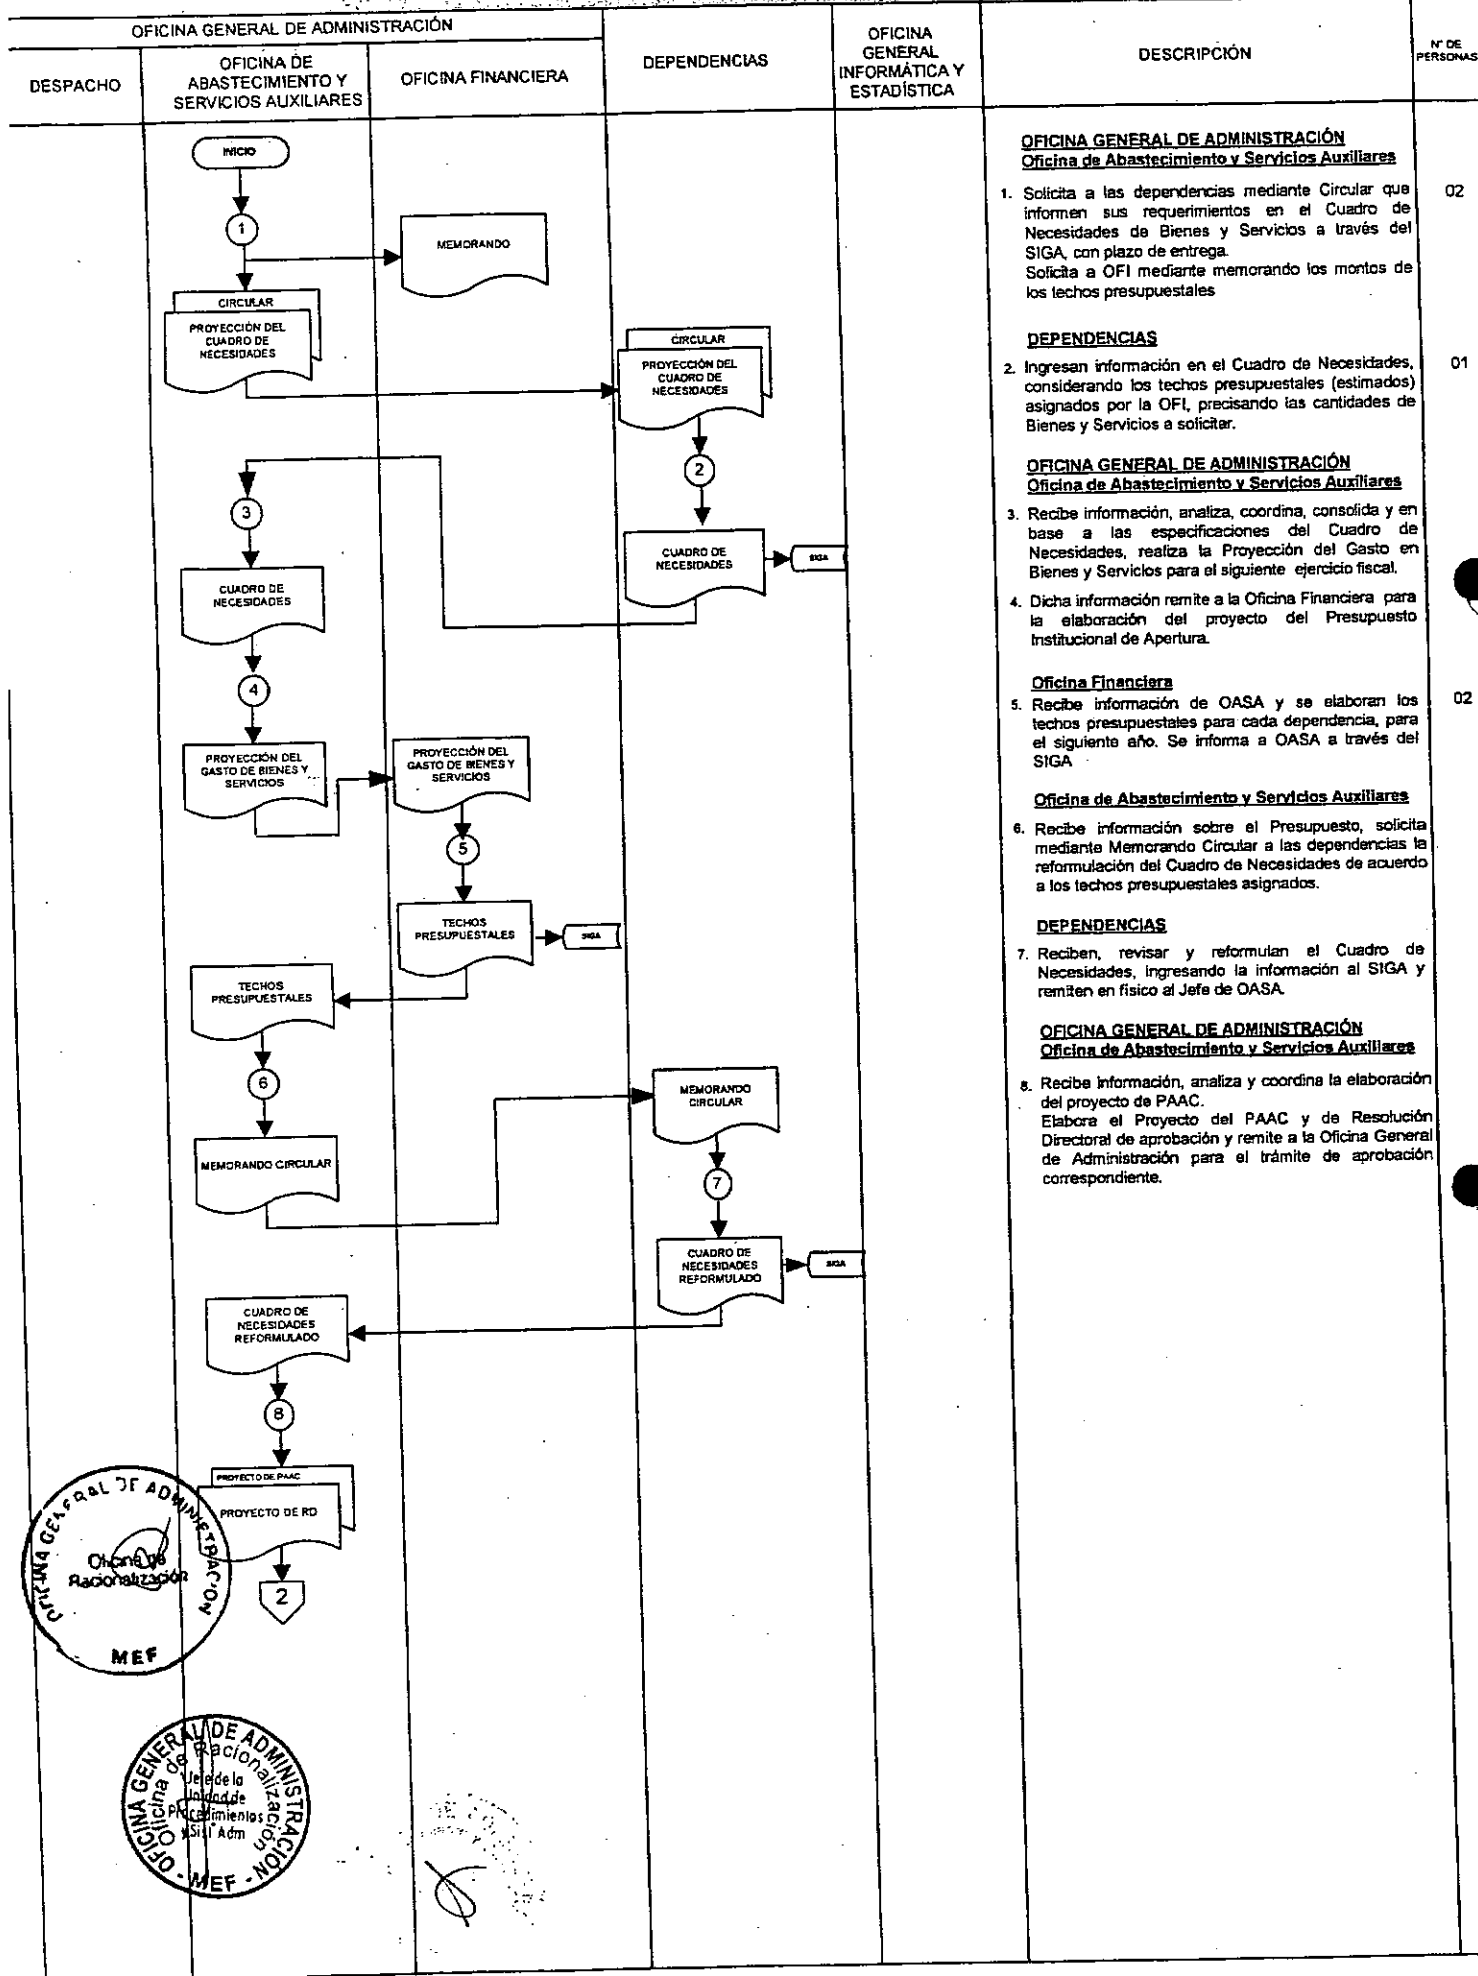 OFICINA GENERAL DE ADMINISTRACIÓN
DESPACHO
OFICINA DE
ABASTECIMIENTO Y
SERVICIOS AUXILIARES
OFICINA FINANCIERA
DEPENDENCIAS
OFICINA
GENERAL
INFORMÁTICA Y
ESTADÍSTICA
DESCRIPCIÓN
N° DE
PERSONAS
INICIO
1
MEMORANDO
CIRCULAR
PROYECCIÓN DEL
CUADRO DE
NECESIDADES
CIRCULAR
PROYECCIÓN DEL
CUADRO DE
NECESIDADES
2
3
CUADRO DE
NECESIDADES
SIGA
CUADRO DE
NECESIDADES
4
PROYECCIÓN DEL
GASTO DE BIENES Y
SERVICIOS
PROYECCIÓN DEL
GASTO DE BIENES Y
SERVICIOS
5
TECHOS
PRESUPUESTALES
SIGA
TECHOS
PRESUPUESTALES
6
MEMORANDO
CIRCULAR
MEMORANDO CIRCULAR
7
CUADRO DE
NECESIDADES
REFORMULADO
SIGA
CUADRO DE
NECESIDADES
REFORMULADO
8
PROYECTO DE PAAC
PROYECTO DE RD
2
OFICINA GENERAL DE ADMINISTRACIÓN
Oficina de Abastecimiento y Servicios Auxiliares
1. Solicita a las dependencias mediante Circular que
informen sus requerimientos en el Cuadro de
Necesidades de Bienes y Servicios a través del
SIGA, con plazo de entrega.
Solicita a OFI mediante memorando los montos de
los techos presupuestales
02
DEPENDENCIAS
2. Ingresan información en el Cuadro de Necesidades,
considerando los techos presupuestales (estimados)
asignados por la OFI, precisando las cantidades de
Bienes y Servicios a solicitar.
01
OFICINA GENERAL DE ADMINISTRACIÓN
Oficina de Abastecimiento y Servicios Auxiliares
3. Recibe información, analiza, coordina, consolida y en
base a las especificaciones del Cuadro de
Necesidades, realiza la Proyección del Gasto en
Bienes y Servicios para el siguiente ejercicio fiscal.
4. Dicha información remite a la Oficina Financiera para
la elaboración del proyecto del Presupuesto
Institucional de Apertura.
Oficina Financiera
5. Recibe información de OASA y se elaboran los
techos presupuestales para cada dependencia, para
el siguiente año. Se informa a OASA a través del
SIGA
02
Oficina de Abastecimiento y Servicios Auxiliares
6. Recibe información sobre el Presupuesto, solicita
mediante Memorando Circular a las dependencias la
reformulación del Cuadro de Necesidades de acuerdo
a los techos presupuestales asignados.
DEPENDENCIAS
7. Reciben, revisar y reformulan el Cuadro de
Necesidades, ingresando la información al SIGA y
remiten en físico al Jefe de OASA.
OFICINA GENERAL DE ADMINISTRACIÓN
Oficina de Abastecimiento y Servicios Auxiliares
8. Recibe información, analiza y coordina la elaboración
del proyecto de PAAC.
Elabora el Proyecto del PAAC y de Resolución
Directoral de aprobación y remite a la Oficina General
de Administración para el trámite de aprobación
correspondiente.
OFICINA GENERAL DE ADMINISTRACIÓN
Oficina de
Racionalización
MEF
OFICINA GENERAL DE ADMINISTRACIÓN
Oficina de Racionalización
Jefe de la
Unidad de
Procedimientos
y Sist Adm
- MEF -